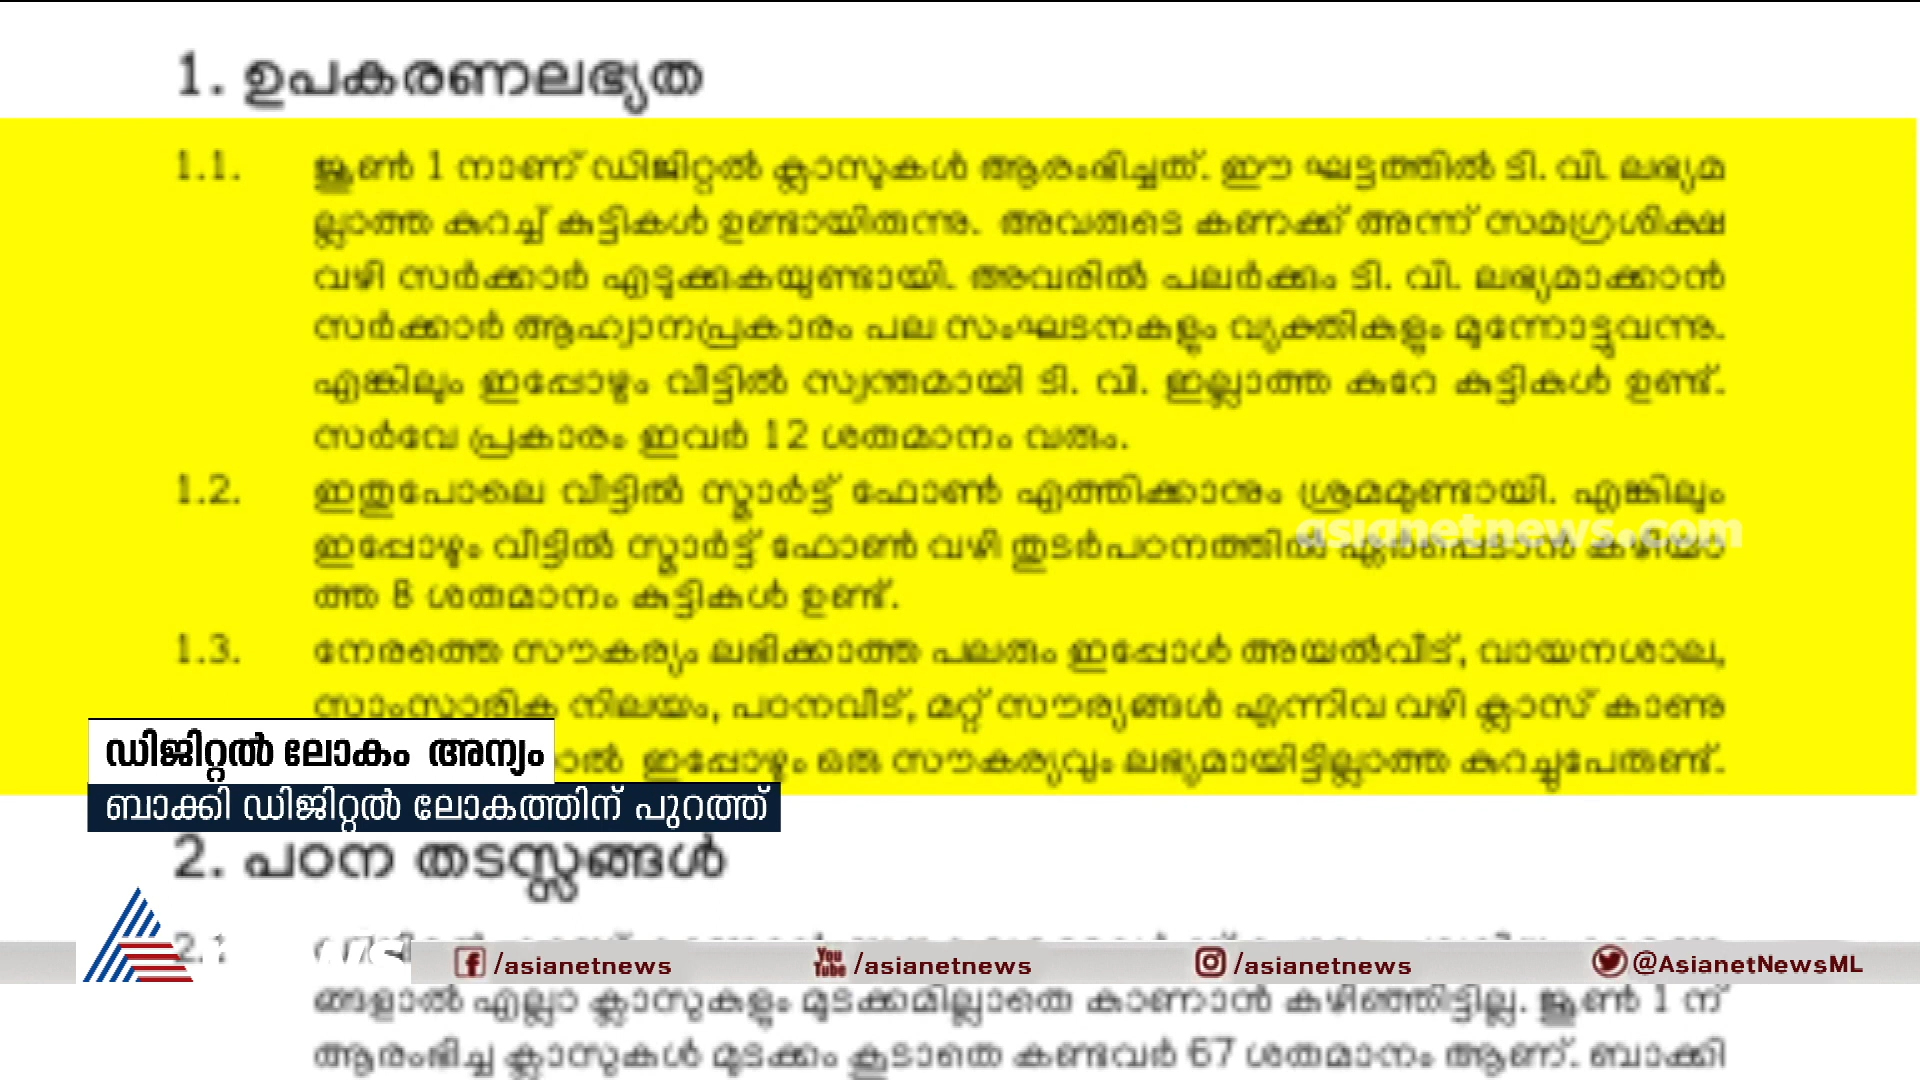 1. ഉപകരണലഭ്യത
1.1. ജൂൺ 1 നാണ് ഡിജിറ്റൽ ക്ലാസുകൾ ആരംഭിച്ചത്. ഈ ഘട്ടത്തിൽ ടി. വി. ലഭ്യമ
ല്ലാത്ത കുറച്ച് കുട്ടികൾ ഉണ്ടായിരുന്നു. അവരുടെ കണക്ക് അന്ന് സമഗ്രശിക്ഷ
വഴി സർക്കാർ എടുക്കുകയുണ്ടായി. അവരിൽ പലർക്കും ടി. വി. ലഭ്യമാക്കാൻ
സർക്കാർ ആഹ്വാനപ്രകാരം പല സംഘടനകളും വ്യക്തികളും മുന്നോട്ടുവന്നു.
എങ്കിലും ഇപ്പോഴും വീട്ടിൽ സ്വന്തമായി ടി. വി. ഇല്ലാത്ത കുറേ കുട്ടികൾ ഉണ്ട്.
സർവേ പ്രകാരം ഇവർ 12 ശതമാനം വരും.
1.2. ഇതുപോലെ വീട്ടിൽ സ്മാർട്ട് ഫോൺ എത്തിക്കാനും ശ്രമമുണ്ടായി. എങ്കിലും
asianetnews.com
ഇപ്പോഴും വീട്ടിൽ സ്മാർട്ട് ഫോൺ വഴി തുടർപഠനത്തിൽ ഏർപ്പെടാൻ കഴിയാ
ത്ത 8 ശതമാനം കുട്ടികൾ ഉണ്ട്.
1.3. നേരത്തെ സൗകര്യം ലഭിക്കാത്ത പലരും ഇപ്പോൾ അയൽവീട്, വായനശാല,
സാംസ്കാരിക നിലയം, പഠനവീട്, മറ്റ് സൗര്യങ്ങൾ എന്നിവ വഴി ക്ലാസ് കാണു
ഇപ്പോഴും ഒരു സൗകര്യവും ലഭ്യമായിട്ടില്ലാത്ത കുറച്ചുപേരുണ്ട്.
ഡിജിറ്റൽ ലോകം അന്യം
ബാക്കി ഡിജിറ്റൽ ലോകത്തിന് പുറത്ത്
2. പഠന തടസ്സങ്ങൾ
/asianetnews /asianetnews /asianetnews @AsianetNewsML
ങ്ങളാൽ എല്ലാ ക്ലാസുകളും മുടക്കമില്ലാതെ കാണാൻ കഴിഞ്ഞിട്ടില്ല. ജൂൺ 1 ന്
ആരംഭിച്ച ക്ലാസുകൾ മുടക്കം കൂടാതെ കണ്ടവർ 67 ശതമാനം ആണ്. ബാക്കി